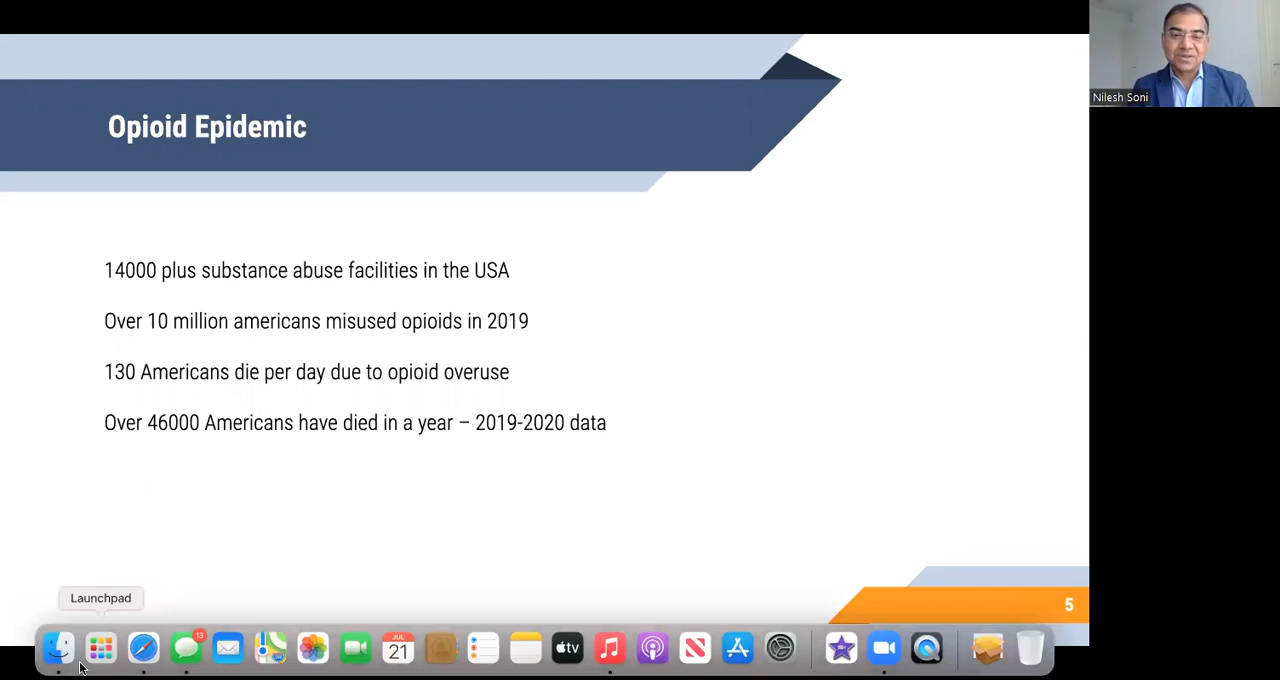 Nilesh Soni
Opioid Epidemic
14000 plus substance abuse facilities in the USA
Over 10 million americans misused opioids in 2019
130 Americans die per day due to opioid overuse
Over 46000 Americans have died in a year – 2019-2020 data
5
Launchpad
13
JUL
21
tv